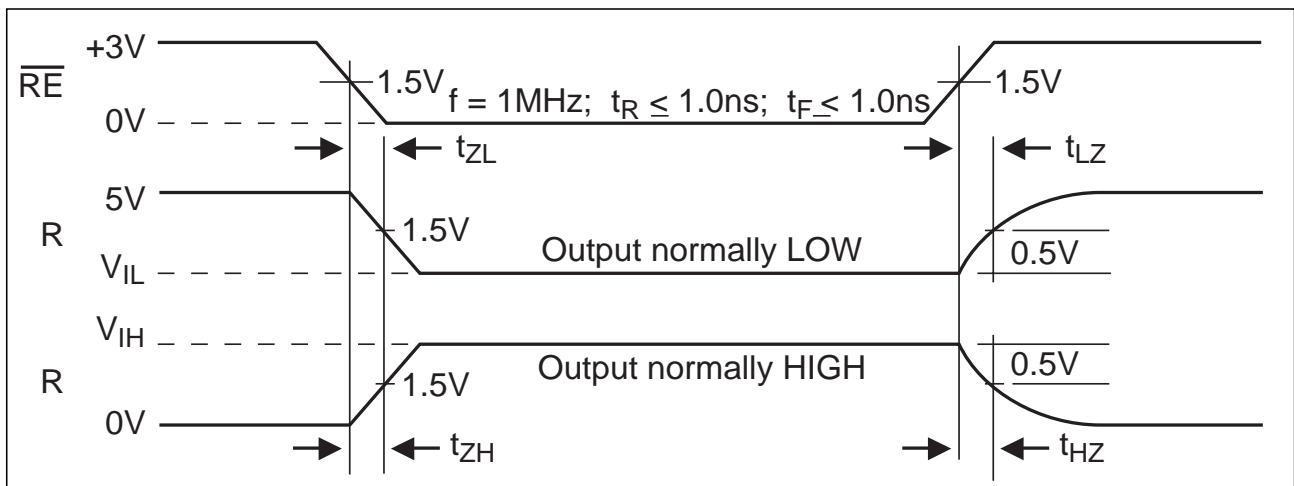 +3V
RE
1.5V
1.5V
f = 1MHz; tR ≤ 1.0ns; tF ≤ 1.0ns
0V
tZL
tLZ
5V
R
1.5V
Output normally LOW
0.5V
VIL
VIH
R
1.5V
Output normally HIGH
0.5V
0V
tZH
tHZ